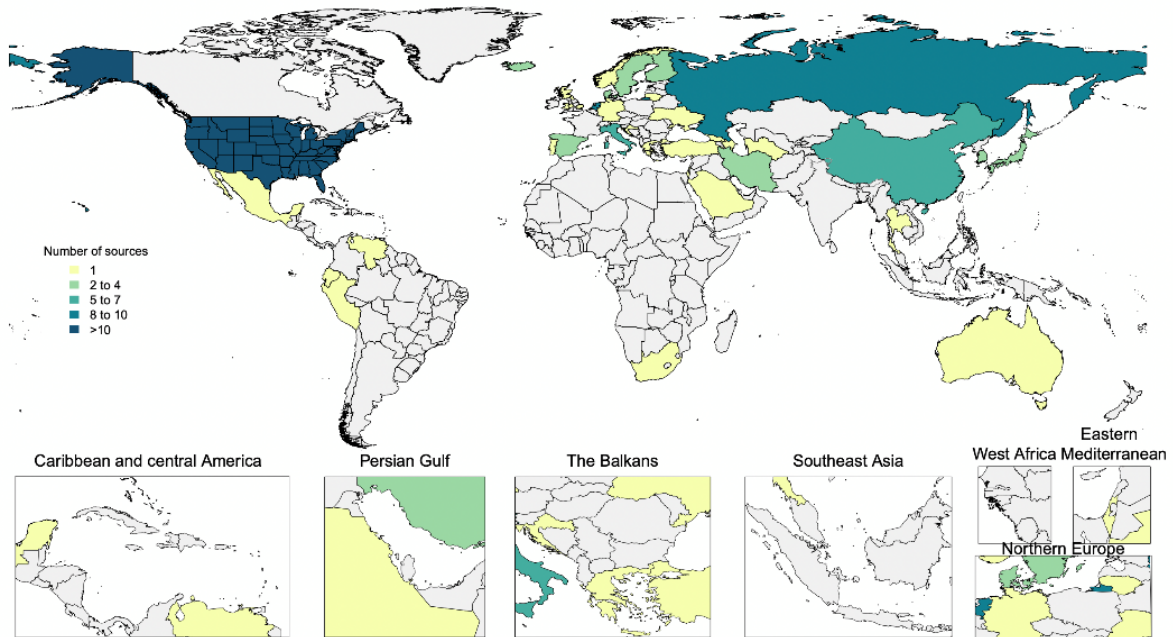 Number of sources
1
2 to 4
5 to 7
8 to 10
>10
Caribbean and central America
Persian Gulf
The Balkans
Southeast Asia
West Africa
Eastern
Mediterranean
Northern Europe